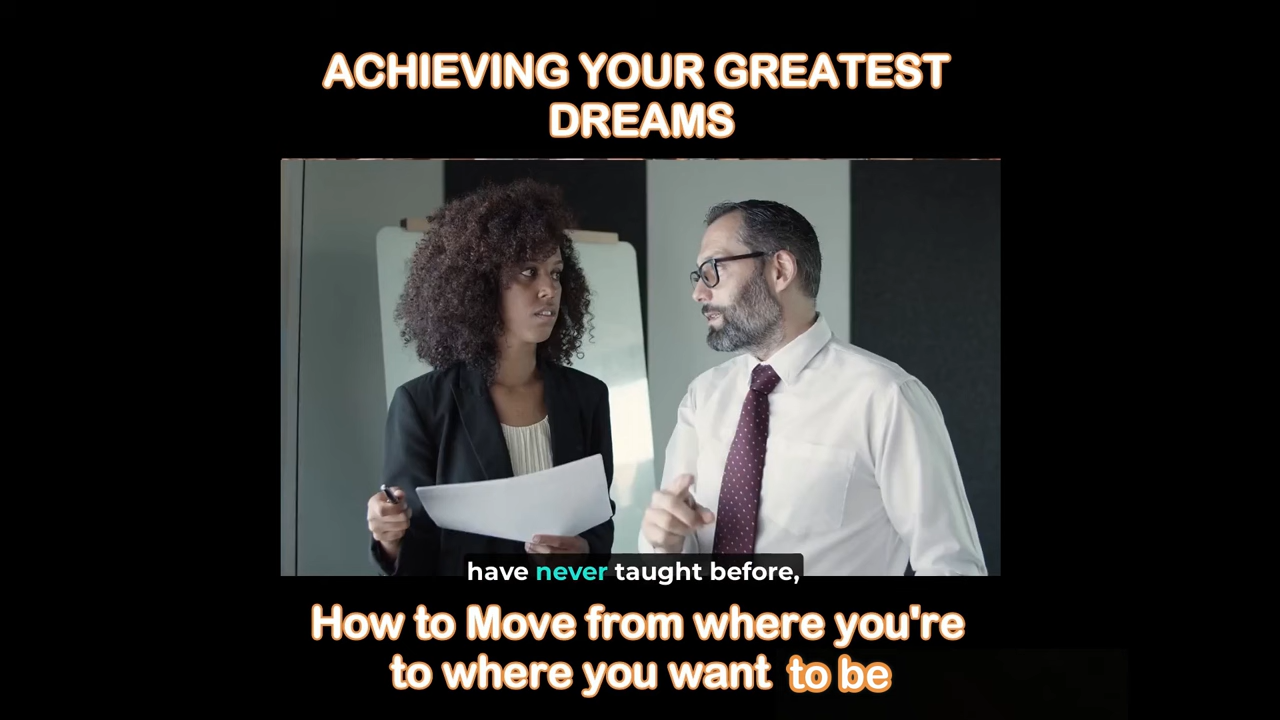 ACHIEVING YOUR GREATEST
DREAMS
have never taught before,
How to Move from where you're
to where you want to be